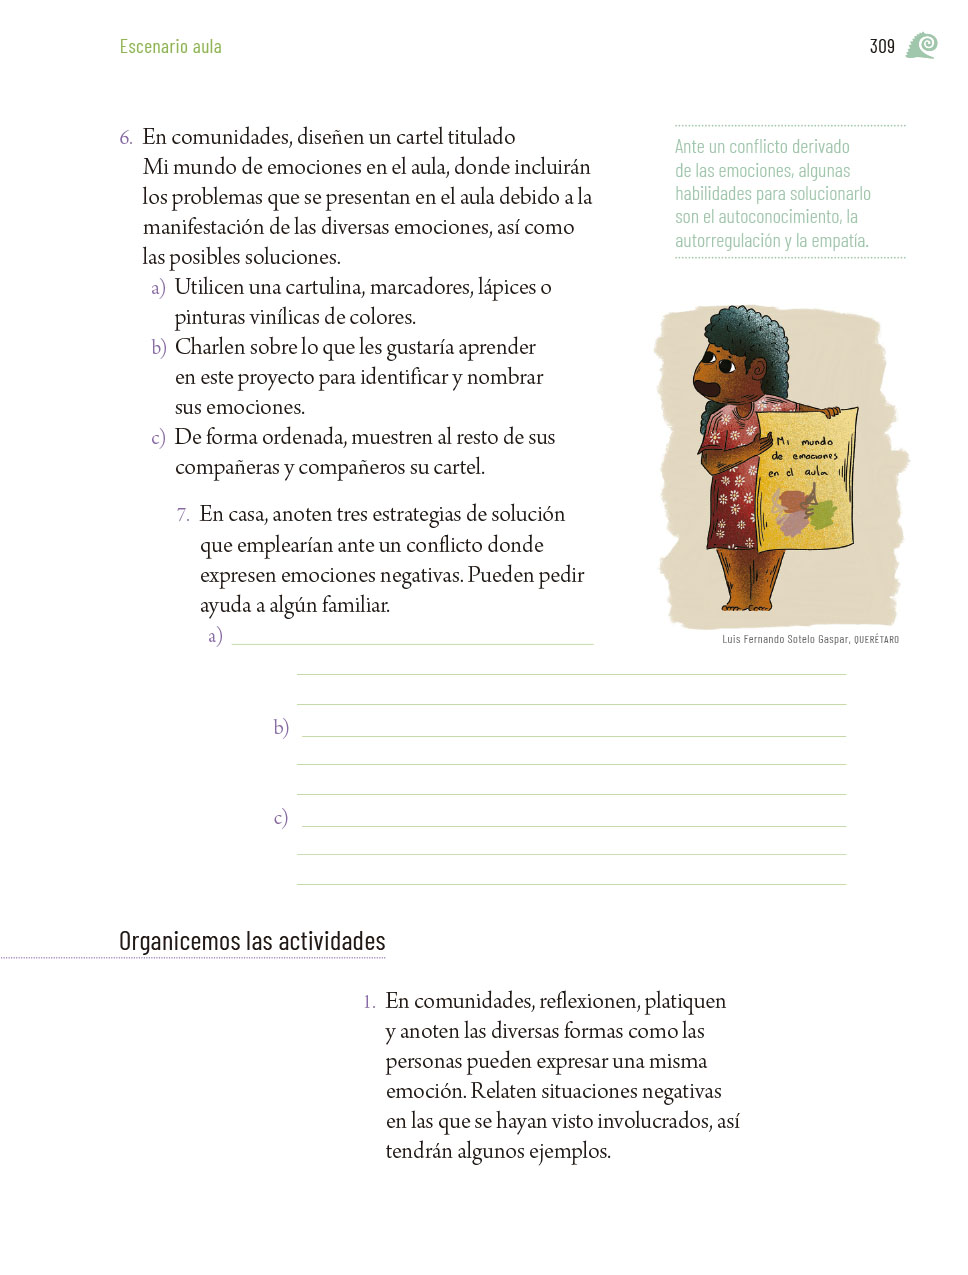 Escenario aula
309
6. En comunidades, diseñen un cartel titulado
Mi mundo de emociones en el aula, donde incluirán
los problemas que se presentan en el aula debido a la
manifestación de las diversas emociones, así como
las posibles soluciones.
a) Utilicen una cartulina, marcadores, lápices o
pinturas vinílicas de colores.
b) Charlen sobre lo que les gustaría aprender
en este proyecto para identificar y nombrar
sus emociones.
c) De forma ordenada, muestren al resto de sus
compañeras y compañeros su cartel.
Ante un conflicto derivado
de las emociones, algunas
habilidades para solucionarlo
son el autoconocimiento, la
autorregulación y la empatía.
Mi mundo
de emociones
en el aula
Luis Fernando Sotelo Gaspar, QUERÉTARO
7. En casa, anoten tres estrategias de solución
que emplearían ante un conflicto donde
expresen emociones negativas. Pueden pedir
ayuda a algún familiar.
a)
b)
c)
Organicemos las actividades
1. En comunidades, reflexionen, platiquen
y anoten las diversas formas como las
personas pueden expresar una misma
emoción. Relaten situaciones negativas
en las que se hayan visto involucrados, así
tendrán algunos ejemplos.